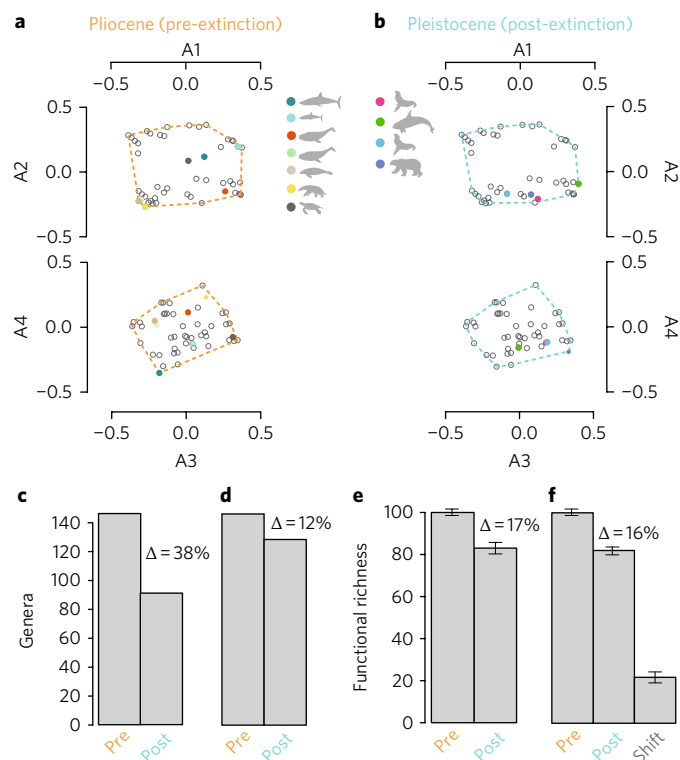 a Pliocene (pre-extinction)
A1
−0.5 0.0 0.5
A2
0.5
0.0
−0.5
A4
0.5
0.0
−0.5
−0.5 0.0 0.5
A3
b Pleistocene (post-extinction)
A1
−0.5 0.0 0.5
0.5
0.0
−0.5
A2
0.5
0.0
−0.5
A4
−0.5 0.0 0.5
A3
c
Genera
140
120
100
80
60
40
20
0
Δ = 38%
Pre Post
d
Δ = 12%
Pre Post
e
Functional richness
100
80
60
40
20
0
Δ = 17%
Pre Post
f
Δ = 16%
Pre Post Shift